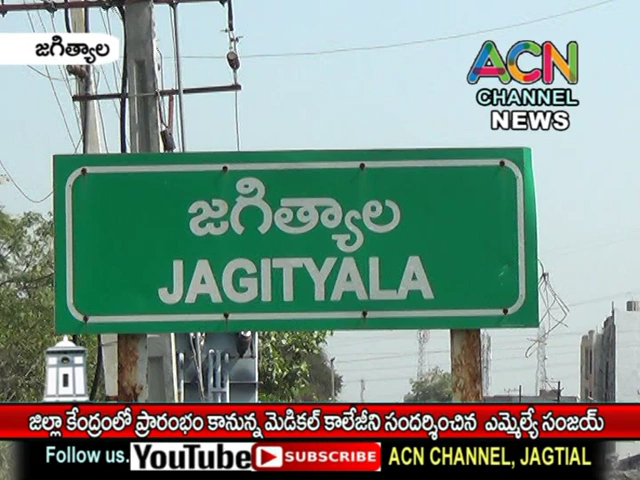 జగిత్యాల
ACN
CHANNEL
NEWS
జగిత్యాల
JAGITYALA
జిల్లా కేంద్రంలో ప్రారంభం కానున్న మెడికల్ కాలేజీని సందర్శించిన ఎమ్మెల్యే సంజయ్
Follow us. YouTube SUBSCRIBE ACN CHANNEL, JAGTIAL